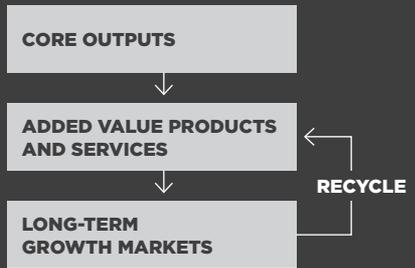 CORE OUTPUTS
ADDED VALUE PRODUCTS
AND SERVICES
RECYCLE
LONG-TERM
GROWTH MARKETS